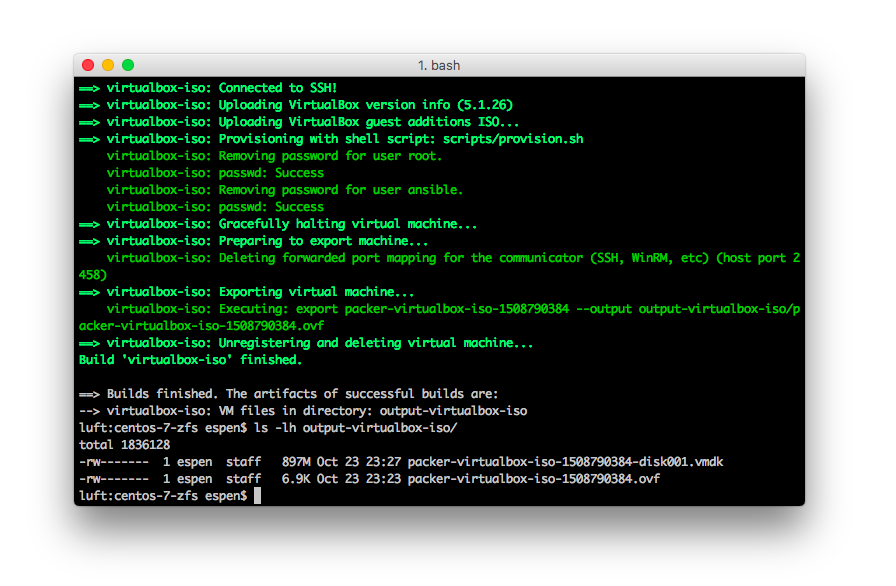 1. bash
==> virtualbox-iso: Connected to SSH!
==> virtualbox-iso: Uploading VirtualBox version info (5.1.26)
==> virtualbox-iso: Uploading VirtualBox guest additions ISO...
==> virtualbox-iso: Provisioning with shell script: scripts/provision.sh
    virtualbox-iso: Removing password for user root.
    virtualbox-iso: passwd: Success
    virtualbox-iso: Removing password for user ansible.
    virtualbox-iso: passwd: Success
==> virtualbox-iso: Gracefully halting virtual machine...
==> virtualbox-iso: Preparing to export machine...
    virtualbox-iso: Deleting forwarded port mapping for the communicator (SSH, WinRM, etc) (host port 2
458)
==> virtualbox-iso: Exporting virtual machine...
    virtualbox-iso: Executing: export packer-virtualbox-iso-1508790384 --output output-virtualbox-iso/p
acker-virtualbox-iso-1508790384.ovf
==> virtualbox-iso: Unregistering and deleting virtual machine...
Build 'virtualbox-iso' finished.

==> Builds finished. The artifacts of successful builds are:
--> virtualbox-iso: VM files in directory: output-virtualbox-iso
luft:centos-7-zfs espen$ ls -lh output-virtualbox-iso/
total 1836128
-rw-------  1 espen  staff   897M Oct 23 23:27 packer-virtualbox-iso-1508790384-disk001.vmdk
-rw-------  1 espen  staff   6.9K Oct 23 23:23 packer-virtualbox-iso-1508790384.ovf
luft:centos-7-zfs espen$